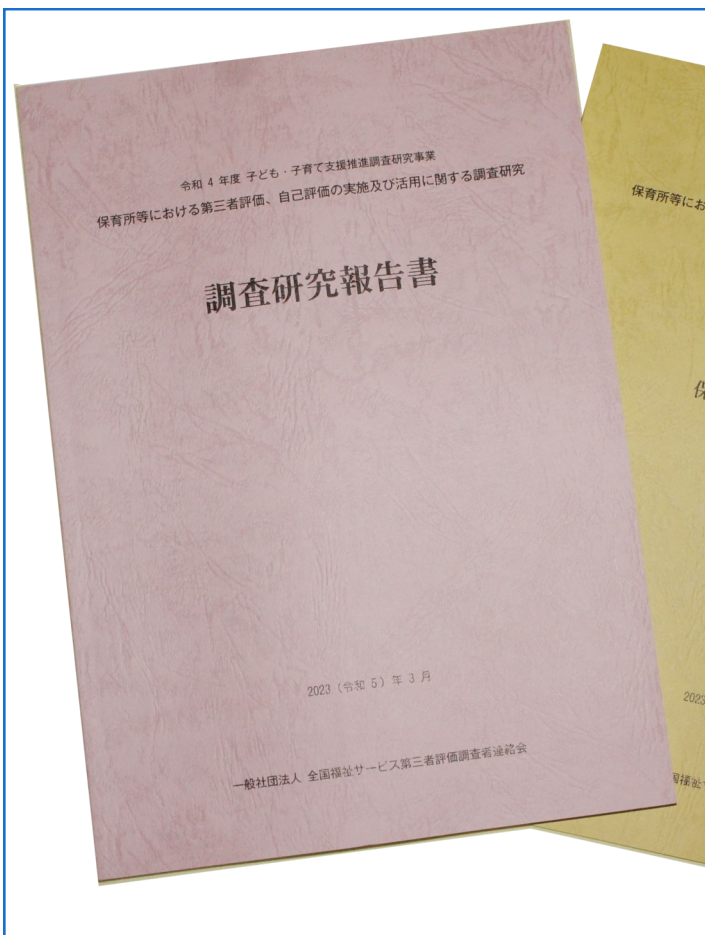 令和 4 年度 子ども・子育て支援推進調査研究事業
保育所等における第三者評価、自己評価の実施及び活用に関する調査研究
調査研究報告書
2023（令和 5）年 3 月
一般社団法人 全国福祉サービス第三者評価調査者連絡会
保育所等にお
保
2023
国福祉サ